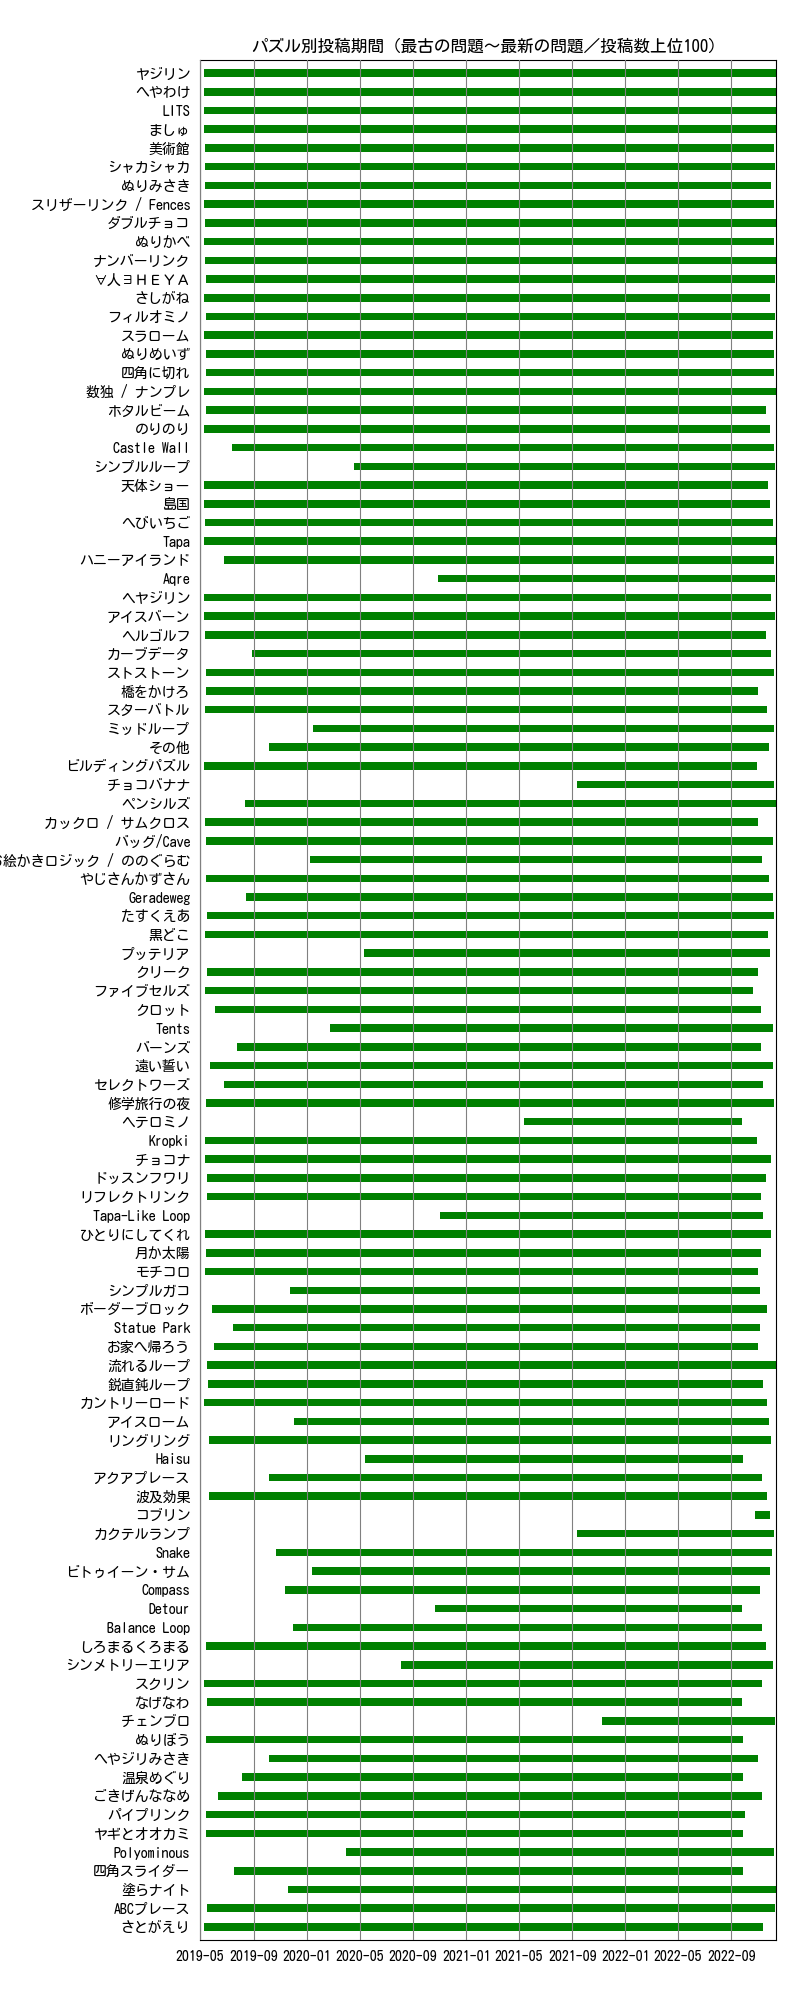 パズル別投稿期間（最古の問題～最新の問題／投稿数上位100）
ヤジリン
へやわけ
LITS
ましゅ
美術館
シャカシャカ
ぬりみさき
スリザーリンク / Fences
ダブルチョコ
ぬりかべ
ナンバーリンク
∀人∃ＨＥＹＡ
さしがね
フィルオミノ
スラローム
ぬりめいず
四角に切れ
数独 / ナンプレ
ホタルビーム
のりのり
Castle Wall
シンプルループ
天体ショー
島国
へびいちご
Tapa
ハニーアイランド
Aqre
ヘヤジリン
アイスバーン
ヘルゴルフ
カーブデータ
ストストーン
橋をかけろ
スターバトル
ミッドループ
その他
ビルディングパズル
チョコバナナ
ペンシルズ
カックロ / サムクロス
バッグ/Cave
絵かきロジック / ののぐらむ
やじさんかずさん
Geradeweg
たすくえあ
黒どこ
プッテリア
クリーク
ファイブセルズ
クロット
Tents
バーンズ
遠い誓い
セレクトワーズ
修学旅行の夜
ヘテロミノ
Kropki
チョコナ
ドッスンフワリ
リフレクトリンク
Tapa-Like Loop
ひとりにしてくれ
月か太陽
モチコロ
シンプルガコ
ボーダーブロック
Statue Park
お家へ帰ろう
流れるループ
鋭直鈍ループ
カントリーロード
アイスローム
リングリング
Haisu
アクアプレース
波及効果
コブリン
カクテルランプ
Snake
ビトゥイーン・サム
Compass
Detour
Balance Loop
しろまるくろまる
シンメトリーエリア
スクリン
なげなわ
チェンブロ
ぬりぼう
へやジリみさき
温泉めぐり
ごきげんななめ
パイプリンク
ヤギとオオカミ
Polyominous
四角スライダー
塗らナイト
ABCプレース
さとがえり
2019-05 2019-09 2020-01 2020-05 2020-09 2021-01 2021-05 2021-09 2022-01 2022-05 2022-09